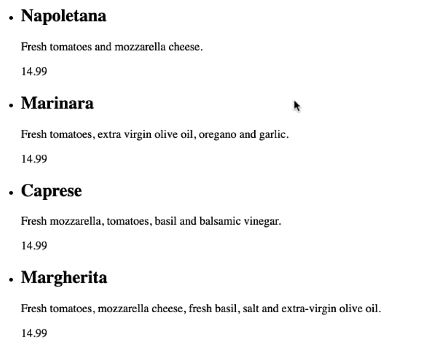 Napoletana
Fresh tomatoes and mozzarella cheese.
14.99
Marinara
Fresh tomatoes, extra virgin olive oil, oregano and garlic.
14.99
Caprese
Fresh mozzarella, tomatoes, basil and balsamic vinegar.
14.99
Margherita
Fresh tomatoes, mozzarella cheese, fresh basil, salt and extra-virgin olive oil.
14.99